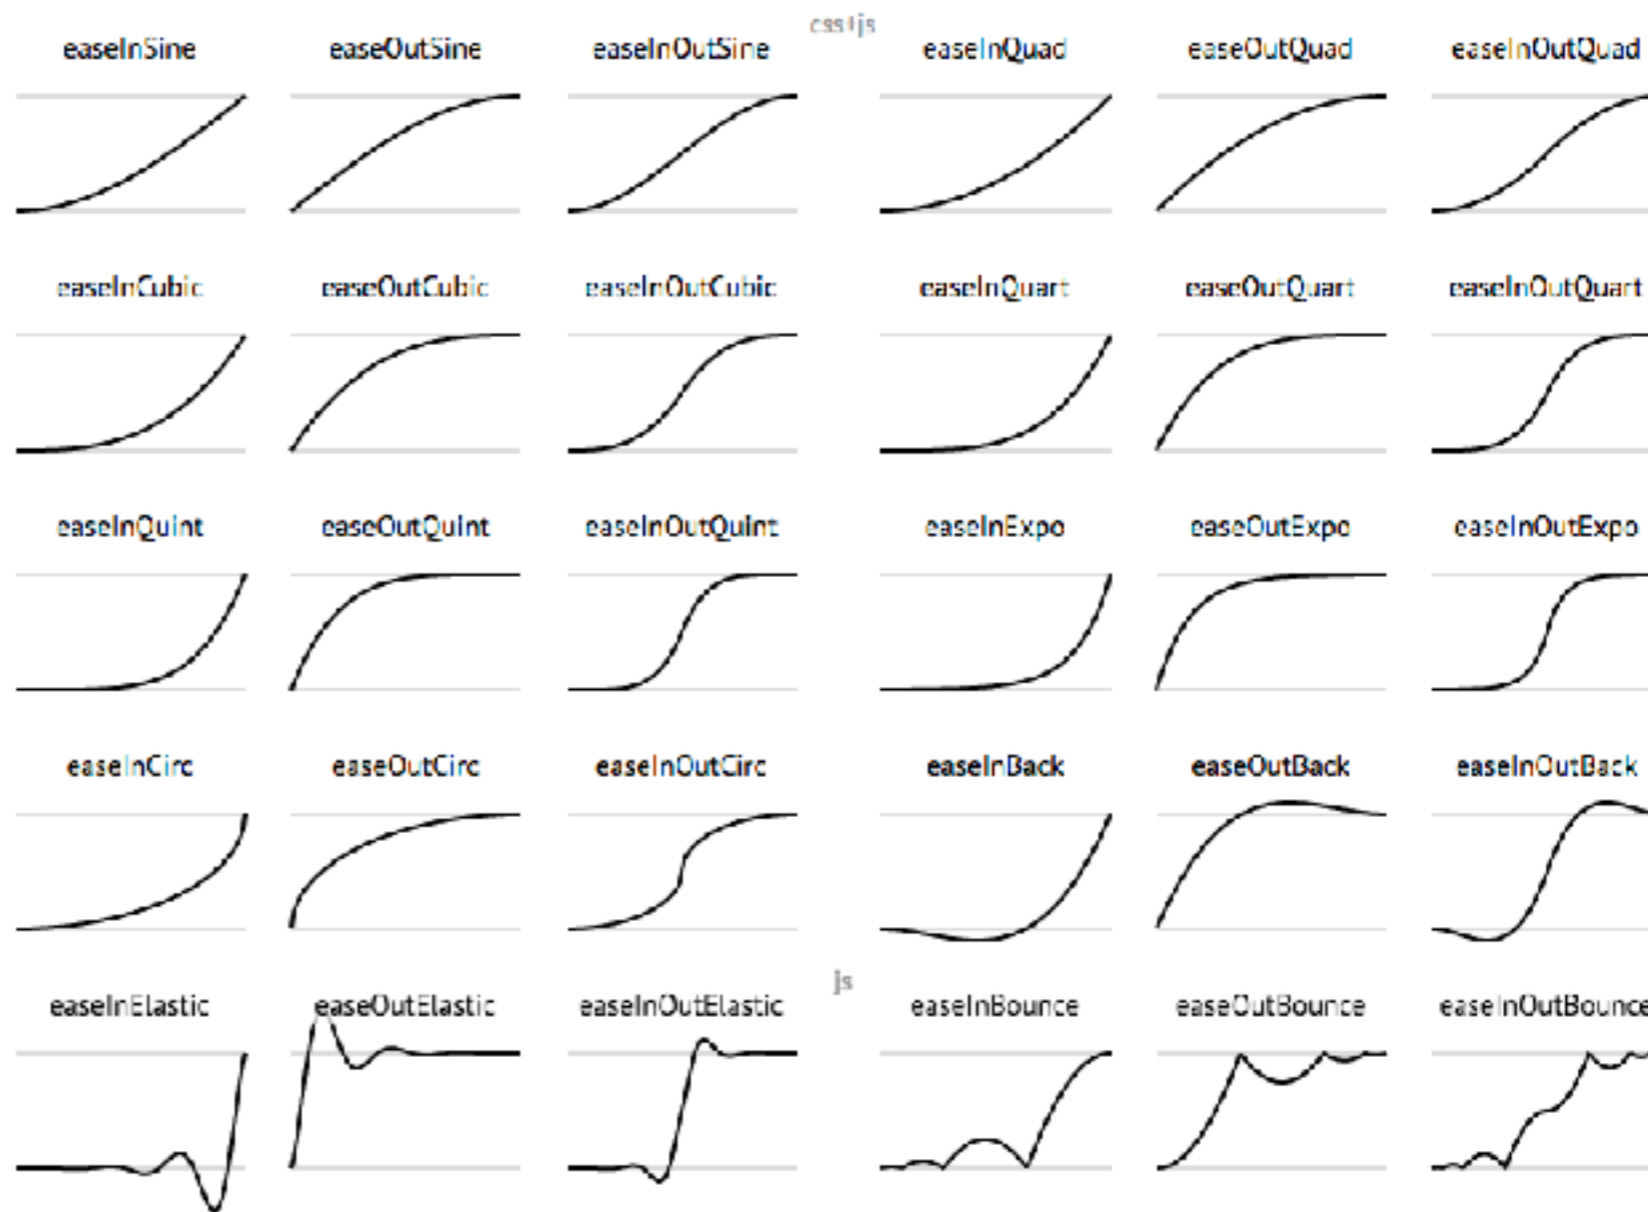 css+js
easeInSine easeOutSine easeInOutSine easeInQuad easeOutQuad easeInOutQuad
easeInCubic easeOutCubic easeInOutCubic easeInQuart easeOutQuart easeInOutQuart
easeInQuint easeOutQuint easeInOutQuint easeInExpo easeOutExpo easeInOutExpo
easeInCirc easeOutCirc easeInOutCirc easeInBack easeOutBack easeInOutBack
js
easeInElastic easeOutElastic easeInOutElastic easeInBounce easeOutBounce easeInOutBounce